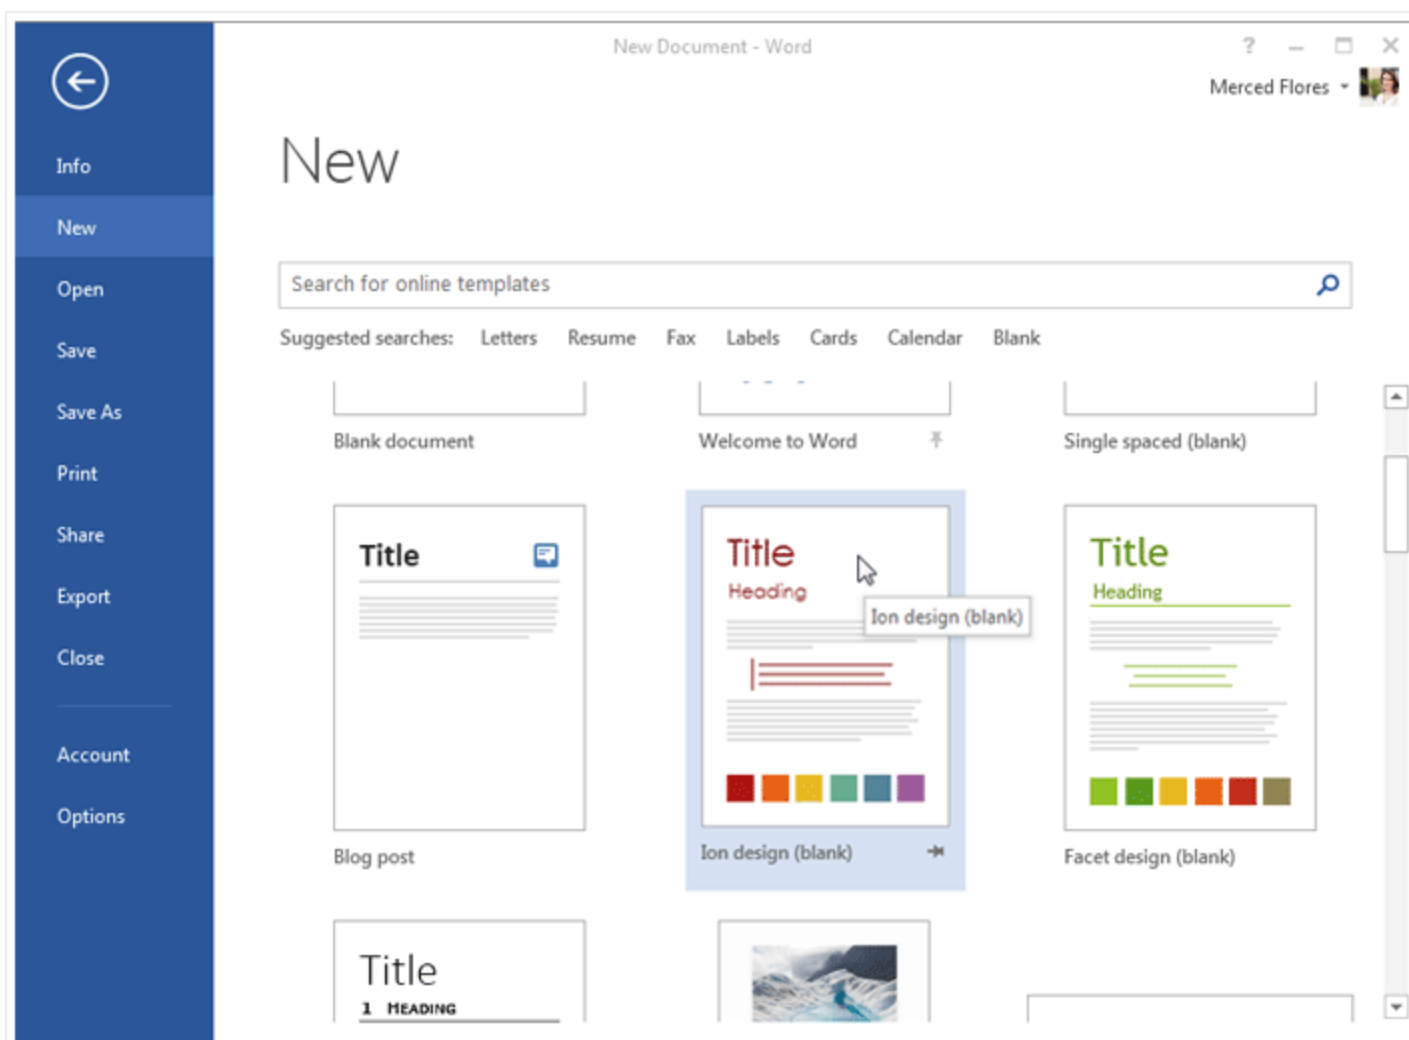 New Document - Word
?
Merced Flores
Info
New
Open
Save
Save As
Print
Share
Export
Close
Account
Options
New
Search for online templates
Suggested searches: Letters Resume Fax Labels Cards Calendar Blank
Blank document
Welcome to Word
Single spaced (blank)
Title
Blog post
Title
Heading
Ion design (blank)
Ion design (blank)
Title
Heading
Facet design (blank)
Title
1 HEADING